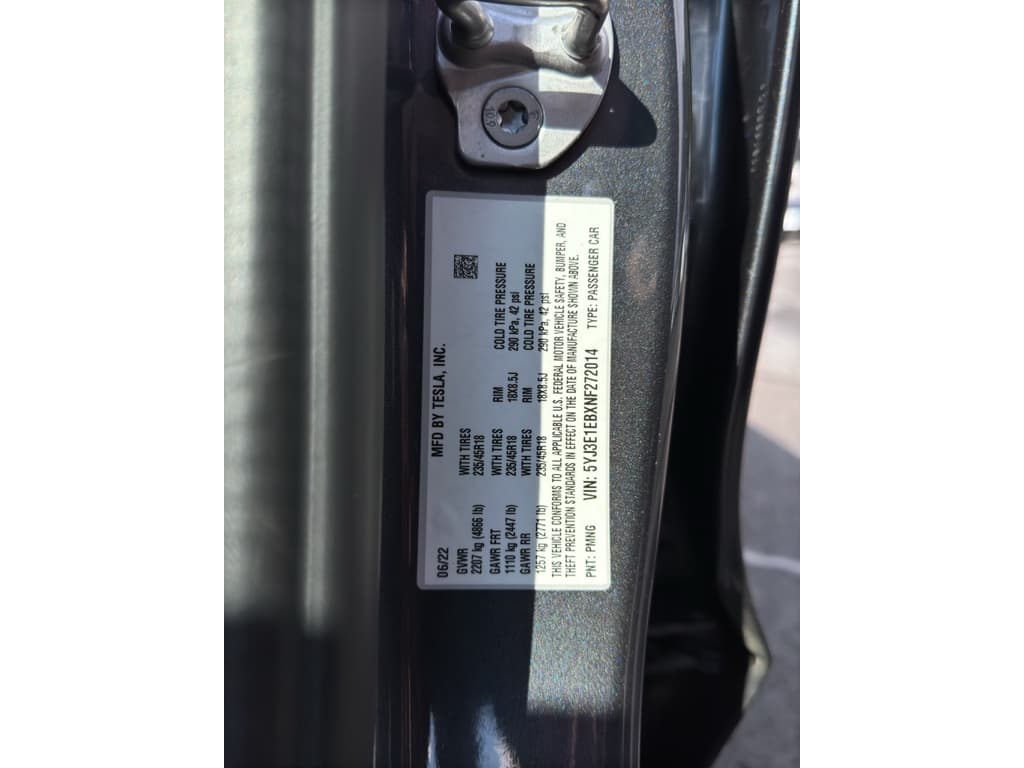 MFD BY TESLA, INC.
06/22
GVWR WITH TIRES
2207 kg (4866 lb) 235/45R18
GAWR FRT WITH TIRES RIM COLD TIRE PRESSURE
1110 kg (2447 lb) 235/45R18 18X8.5J 290 kPa, 42 psi
GAWR RR WITH TIRES RIM COLD TIRE PRESSURE
1257 kg (2771 lb) 235/45R18 18X8.5J 290 kPa, 42 psi
THIS VEHICLE CONFORMS TO ALL APPLICABLE U.S. FEDERAL MOTOR VEHICLE SAFETY, BUMPER, AND
THEFT PREVENTION STANDARDS IN EFFECT ON THE DATE OF MANUFACTURE SHOWN ABOVE.
PNT: PMNG VIN: 5YJ3E1EBXNF272014 TYPE: PASSENGER CAR